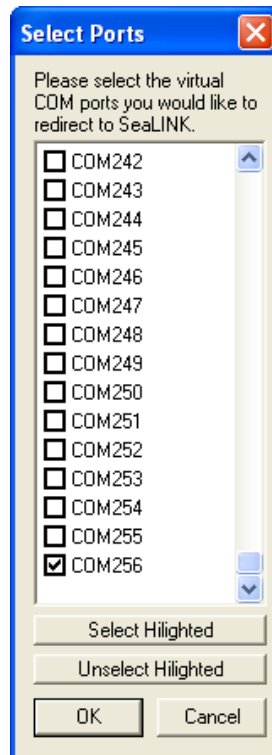 Select Ports
Please select the virtual
COM ports you would like to
redirect to SeaLINK.
COM242
COM243
COM244
COM245
COM246
COM247
COM248
COM249
COM250
COM251
COM252
COM253
COM254
COM255
COM256
Select Hilighted
Unselect Hilighted
OK
Cancel